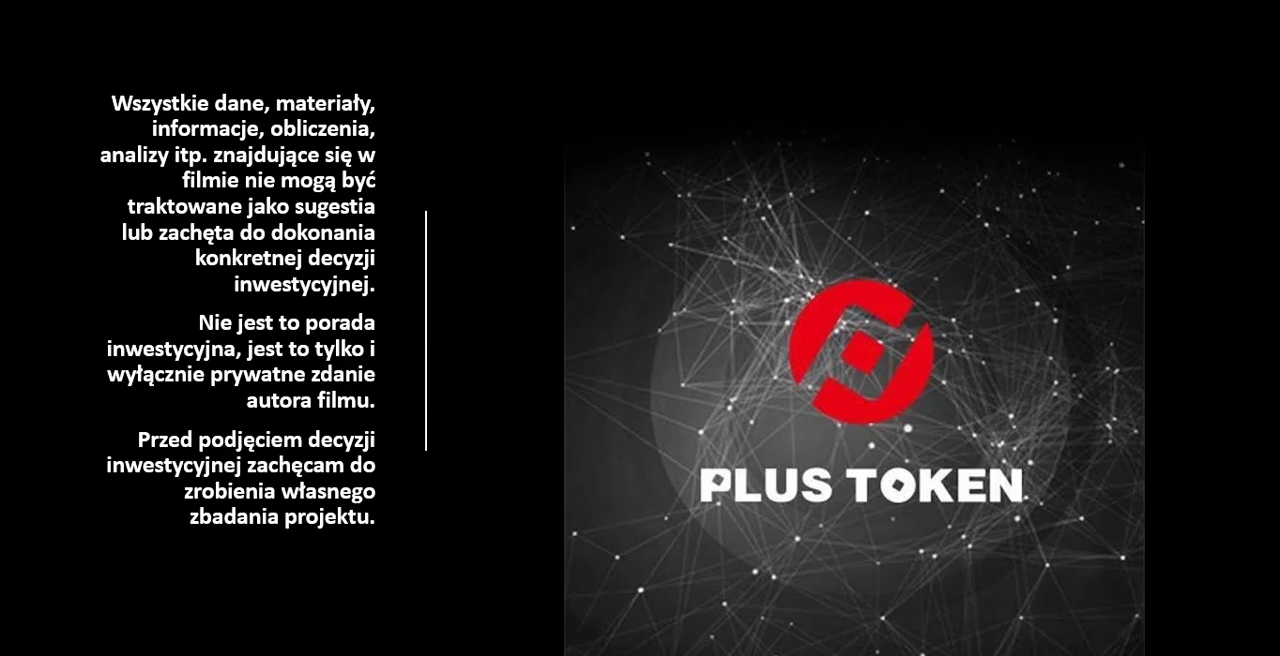 Wszystkie dane, materiały,
informacje, obliczenia,
analizy itp. znajdujące się w
filmie nie mogą być
traktowane jako sugestia
lub zachęta do dokonania
konkretnej decyzji
inwestycyjnej.
Nie jest to porada
inwestycyjna, jest to tylko i
wyłącznie prywatne zdanie
autora filmu.
Przed podjęciem decyzji
inwestycyjnej zachęcam do
zrobienia własnego
zbadania projektu.
PLUS TOKEN